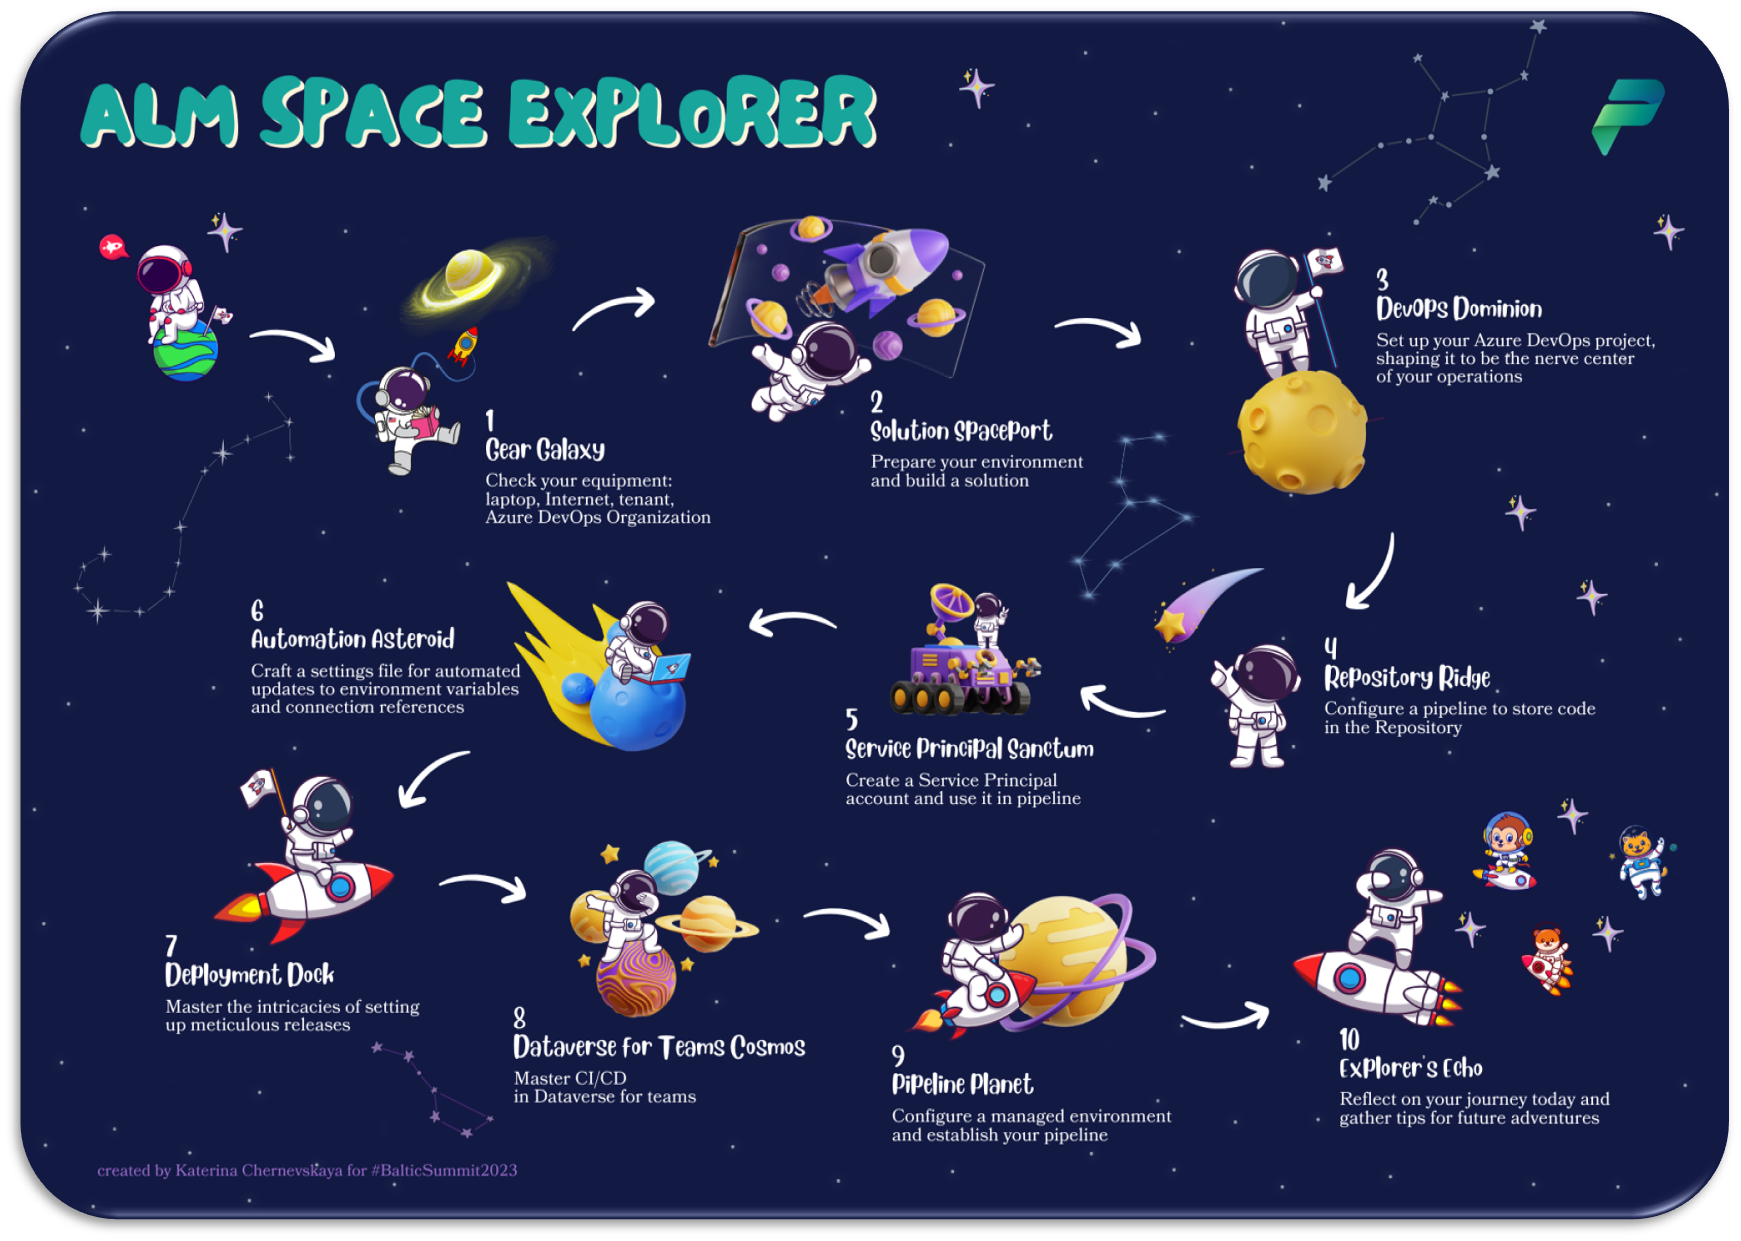 ALM SPACE EXPLORER
1
Gear Galaxy
Check your equipment:
laptop, Internet, tenant,
Azure DevOps Organization
2
Solution Spaceport
Prepare your environment
and build a solution
3
DevOps Dominion
Set up your Azure DevOps project,
shaping it to be the nerve center
of your operations
4
Repository Ridge
Configure a pipeline to store code
in the Repository
5
Service Principal Sanctum
Create a Service Principal
account and use it in pipeline
6
Automation Asteroid
Craft a settings file for automated
updates to environment variables
and connection references
7
Deployment Dock
Master the intricacies of setting
up meticulous releases
8
Dataverse for Teams Cosmos
Master CI/CD
in Dataverse for teams
9
Pipeline Planet
Configure a managed environment
and establish your pipeline
10
Explorer's Echo
Reflect on your journey today and
gather tips for future adventures
created by Katerina Chernevskaya for #BalticSummit2023